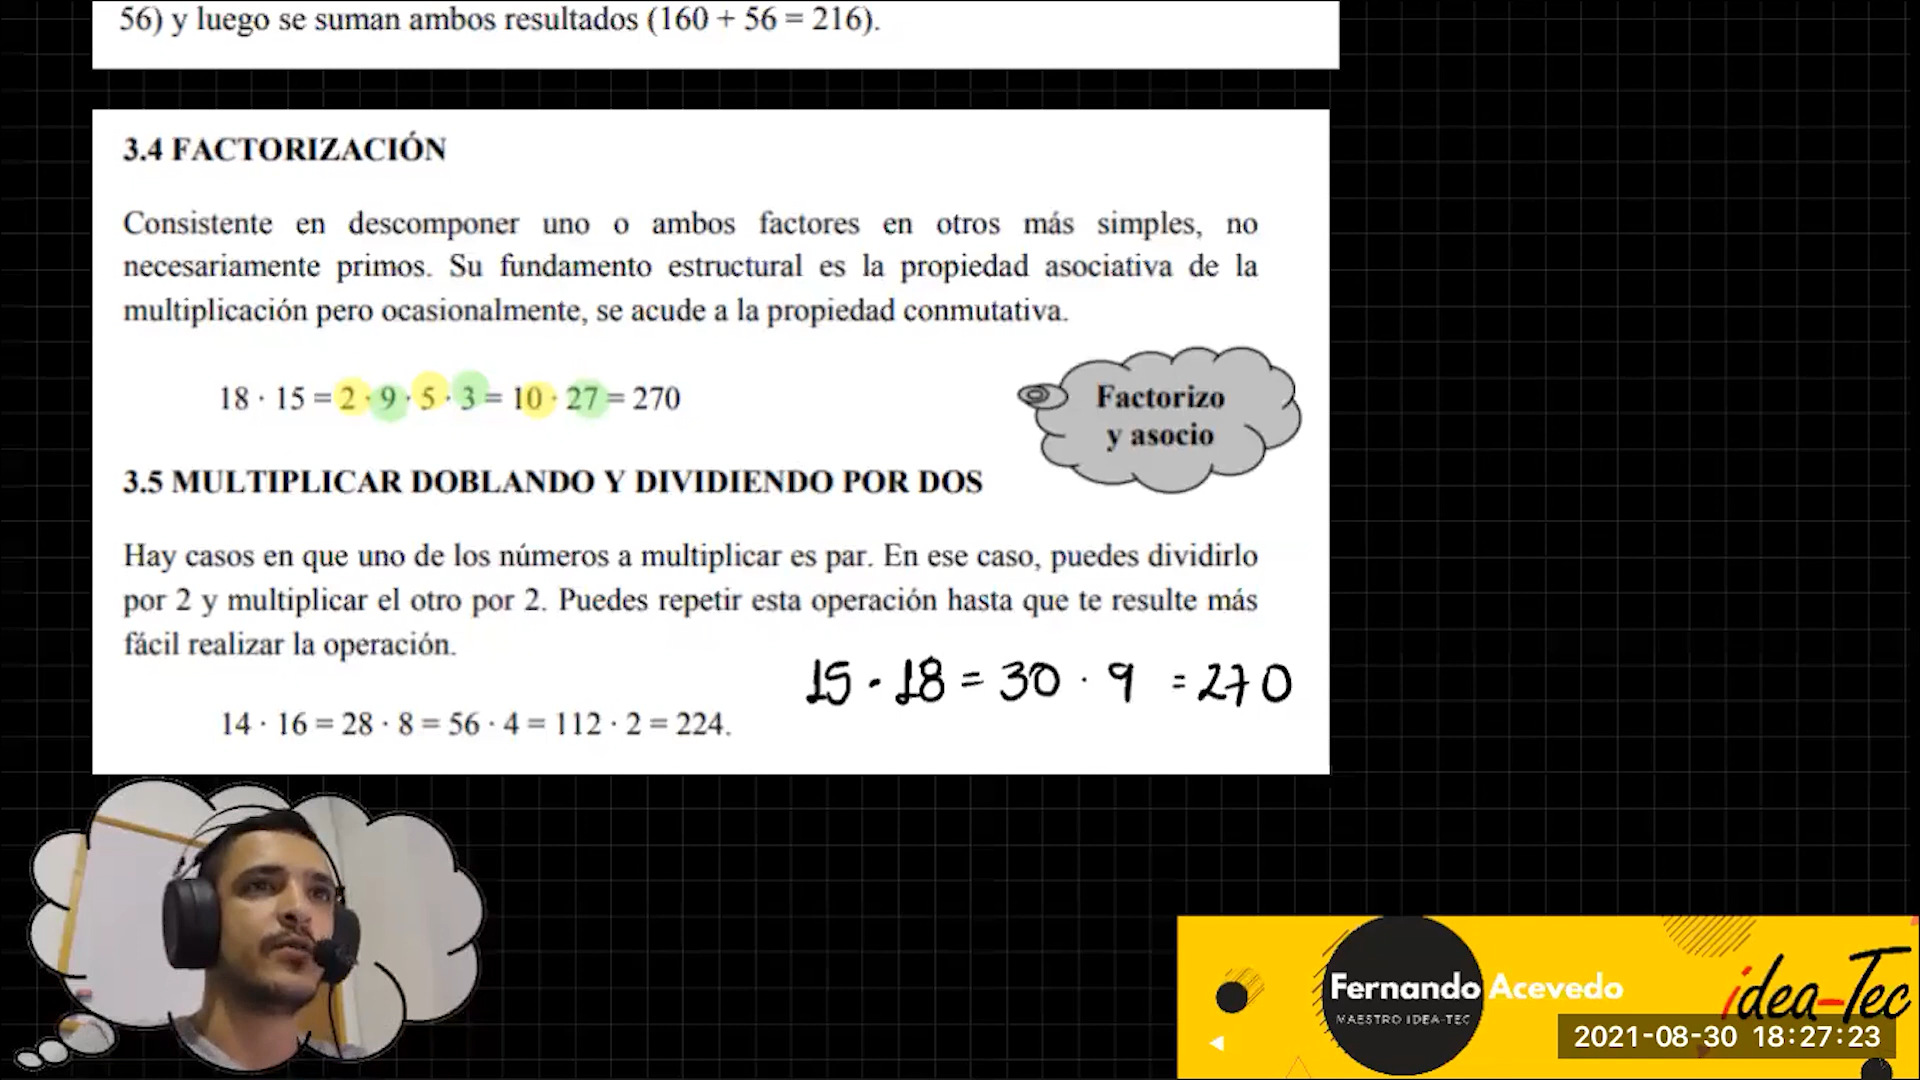 56) y luego se suman ambos resultados (160 + 56 = 216).
3.4 FACTORIZACIÓN
Consistente en descomponer uno o ambos factores en otros más simples, no
necesariamente primos. Su fundamento estructural es la propiedad asociativa de la
multiplicación pero ocasionalmente, se acude a la propiedad conmutativa.
18 · 15 = 2 · 9 · 5 · 3 = 10 · 27 = 270
Factorizo
y asocio
3.5 MULTIPLICAR DOBLANDO Y DIVIDIENDO POR DOS
Hay casos en que uno de los números a multiplicar es par. En ese caso, puedes dividirlo
por 2 y multiplicar el otro por 2. Puedes repetir esta operación hasta que te resulte más
fácil realizar la operación.
15 · 18 = 30 · 9 = 270
14 · 16 = 28 · 8 = 56 · 4 = 112 · 2 = 224.
Fernando Acevedo
MAESTRO IDEA-TEC
idea-Tec
2021-08-30 18:27:23